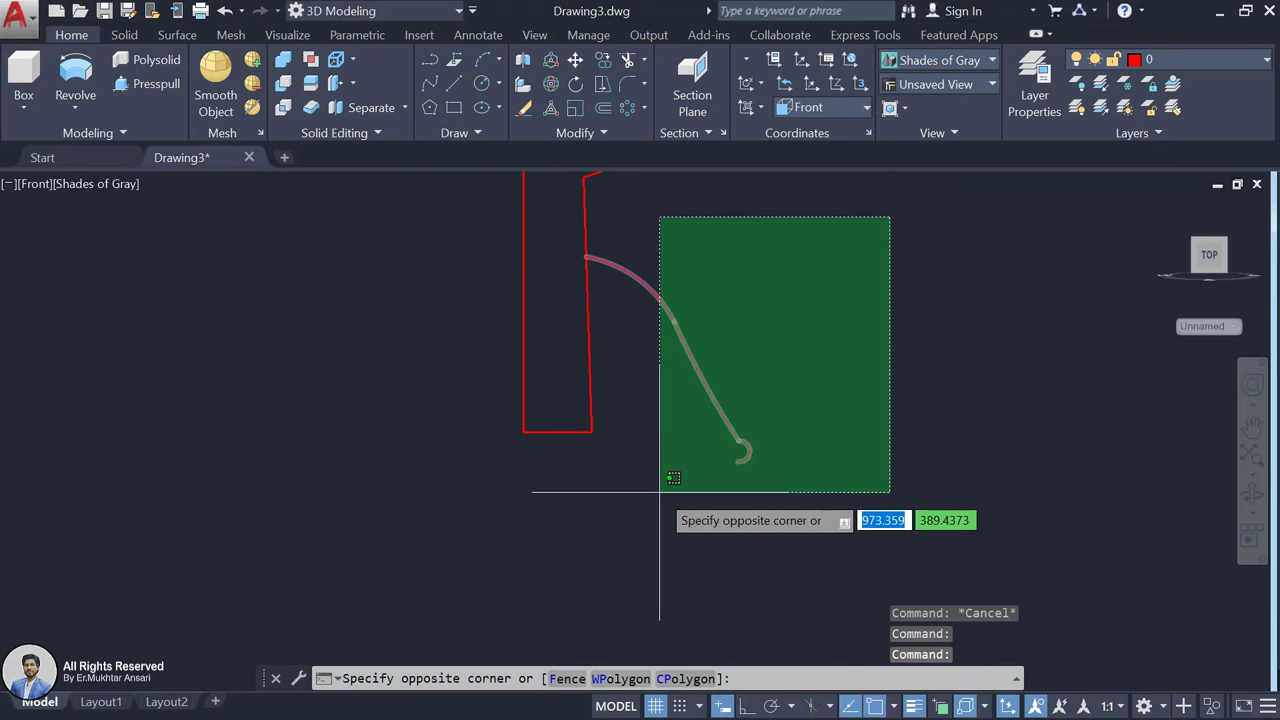 3D Modeling
Drawing3.dwg
Type a keyword or phrase
Sign In
Home Solid Surface Mesh Visualize Parametric Insert Annotate View Manage Output Add-ins Collaborate Express Tools Featured Apps
Box
Revolve
Polysolid
Presspull
Smooth
Object
Separate
Section
Plane
Front
Shades of Gray
Unsaved View
Layer
Properties
0
Modeling
Mesh
Solid Editing
Draw
Modify
Section
Coordinates
View
Layers
Start
Drawing3*
[−][Front][Shades of Gray]
TOP
Unnamed
Specify opposite corner or
973.359
389.4373
Command: *Cancel*
Command:
Command:
Specify opposite corner or [Fence WPolygon CPolygon]:
All Rights Reserved
By Er.Mukhtar Ansari
Model Layout1 Layout2
MODEL
1:1